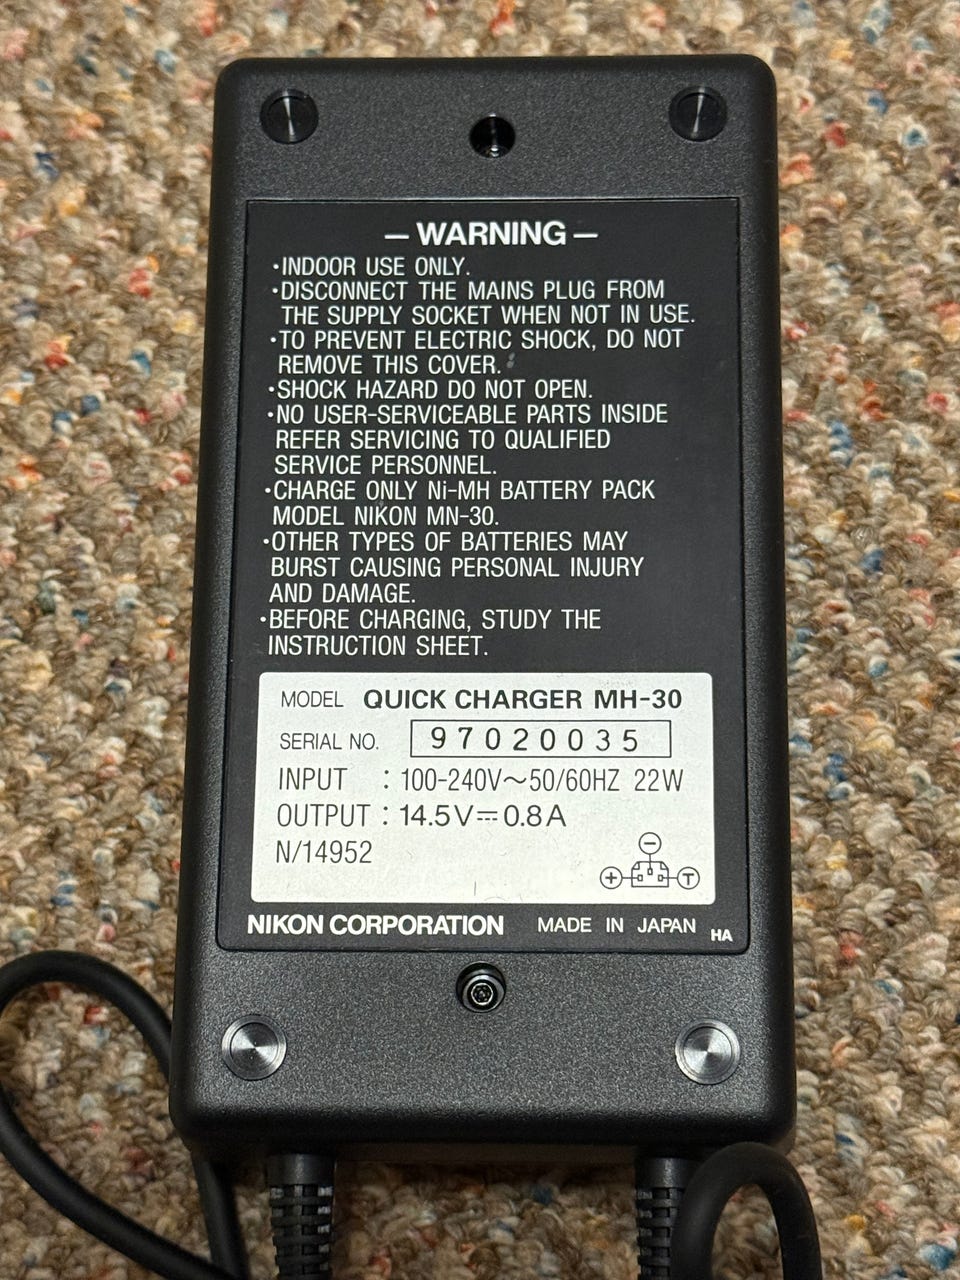 – WARNING –
•INDOOR USE ONLY.
•DISCONNECT THE MAINS PLUG FROM
THE SUPPLY SOCKET WHEN NOT IN USE.
•TO PREVENT ELECTRIC SHOCK, DO NOT
REMOVE THIS COVER.
•SHOCK HAZARD DO NOT OPEN.
•NO USER-SERVICEABLE PARTS INSIDE
REFER SERVICING TO QUALIFIED
SERVICE PERSONNEL.
•CHARGE ONLY Ni-MH BATTERY PACK
MODEL NIKON MN-30.
•OTHER TYPES OF BATTERIES MAY
BURST CAUSING PERSONAL INJURY
AND DAMAGE.
•BEFORE CHARGING, STUDY THE
INSTRUCTION SHEET.
MODEL QUICK CHARGER MH-30
SERIAL NO. 97020035
INPUT : 100-240V～50/60HZ 22W
OUTPUT : 14.5V⎓0.8A
N/14952
−
+ T
NIKON CORPORATION MADE IN JAPAN HA